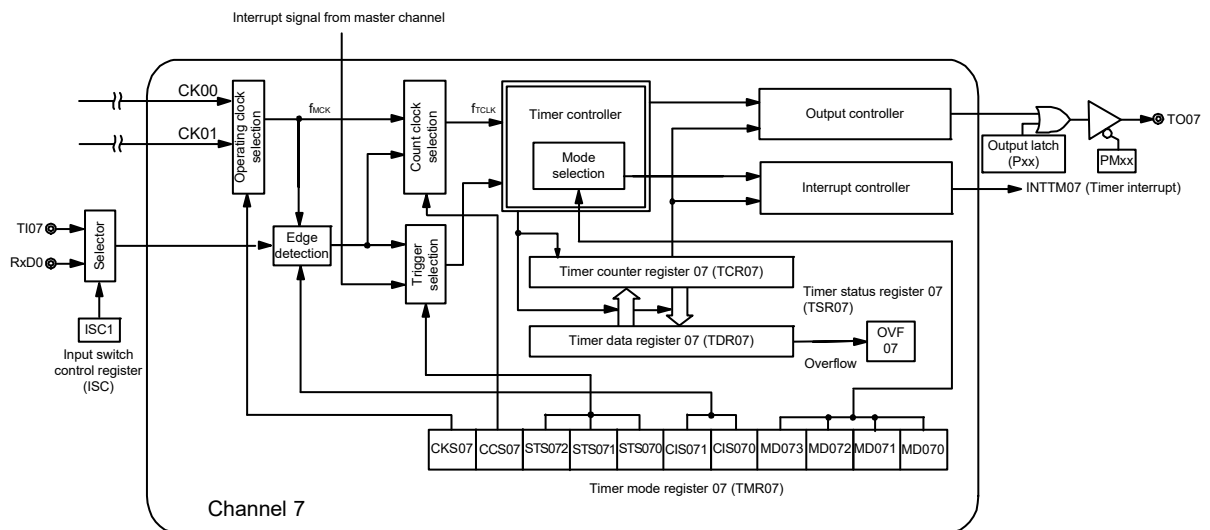 Interrupt signal from master channel
CK00
CK01
Operating clock
selection
fMCK
Count clock
selection
fTCLK
Timer controller
Mode
selection
Output controller
Interrupt controller
Output latch
(Pxx)
PMxx
TO07
INTTM07 (Timer interrupt)
TI07
RxD0
Selector
Edge
detection
Trigger
selection
ISC1
Input switch
control register
(ISC)
Timer counter register 07 (TCR07)
Timer status register 07
(TSR07)
Timer data register 07 (TDR07)
Overflow
OVF
07
CKS07
CCS07
STS072
STS071
STS070
CIS071
CIS070
MD073
MD072
MD071
MD070
Timer mode register 07 (TMR07)
Channel 7